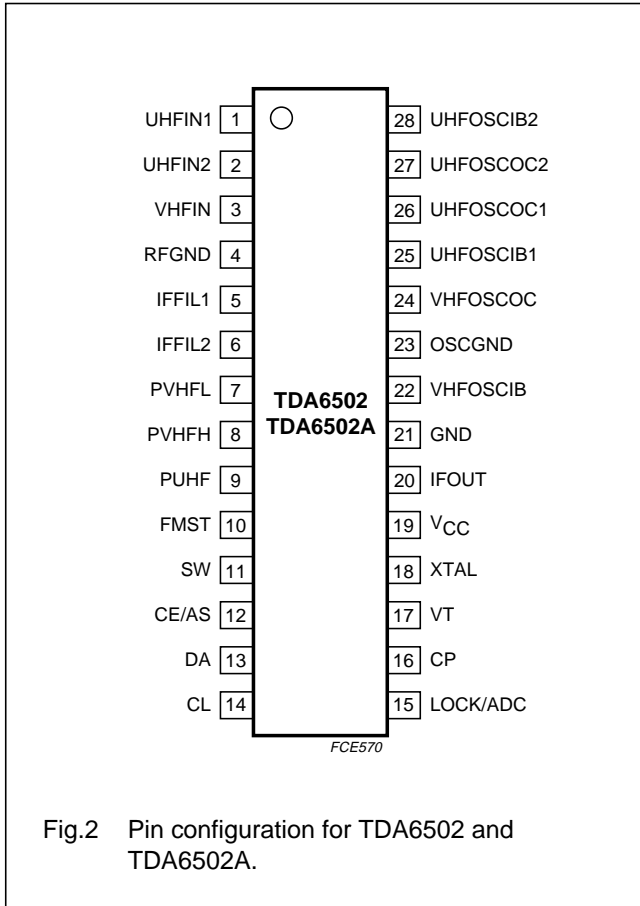 UHFIN1 1 28 UHFOSCIB2
UHFIN2 2 27 UHFOSCOC2
VHFIN 3 26 UHFOSCOC1
RFGND 4 25 UHFOSCIB1
IFFIL1 5 24 VHFOSCOC
IFFIL2 6 23 OSCGND
PVHFL 7 22 VHFOSCIB
TDA6502
TDA6502A
PVHFH 8 21 GND
PUHF 9 20 IFOUT
FMST 10 19 VCC
SW 11 18 XTAL
CE/AS 12 17 VT
DA 13 16 CP
CL 14 15 LOCK/ADC
FCE570
Fig.2 Pin configuration for TDA6502 and
TDA6502A.